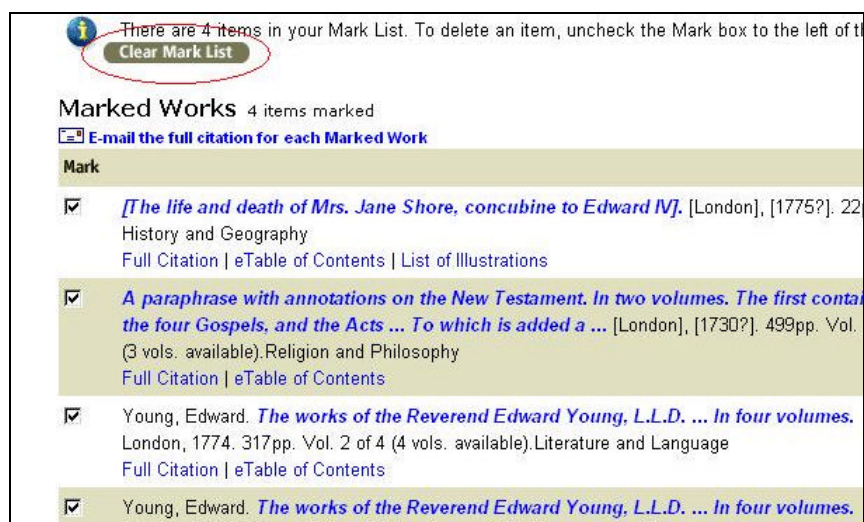 There are 4 items in your Mark List. To delete an item, uncheck the Mark box to the left of
Clear Mark List
Marked Works 4 items marked
E-mail the full citation for each Marked Work
Mark
[The life and death of Mrs. Jane Shore, concubine to Edward IV]. [London], [1775?].
History and Geography
Full Citation | eTable of Contents | List of Illustrations
A paraphrase with annotations on the New Testament. In two volumes. The first
the four Gospels, and the Acts ... To which is added a ... [London], [1730?]. 499pp. Vol.
(3 vols. available).Religion and Philosophy
Full Citation | eTable of Contents
Young, Edward. The works of the Reverend Edward Young, L.L.D. ... In four volumes.
London, 1774. 317pp. Vol. 2 of 4 (4 vols. available).Literature and Language
Full Citation | eTable of Contents
Young, Edward. The works of the Reverend Edward Young, L.L.D. ... In four volumes.